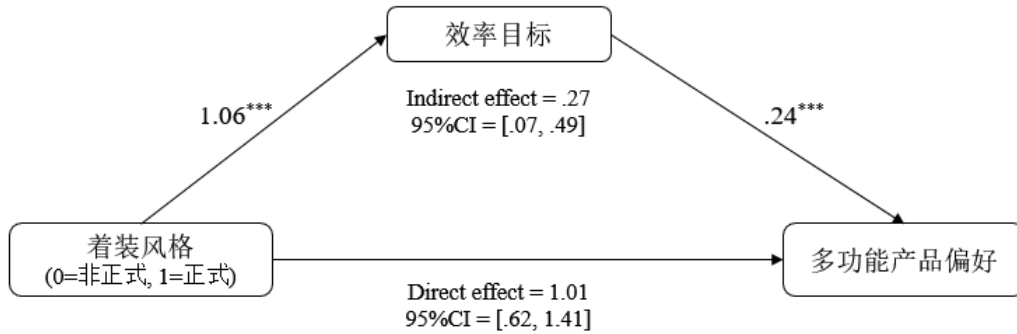 效率目标
Indirect effect = .27
95%CI = [.07, .49]
1.06***
.24***
着装风格
(0=非正式, 1=正式)
多功能产品偏好
Direct effect = 1.01
95%CI = [.62, 1.41]